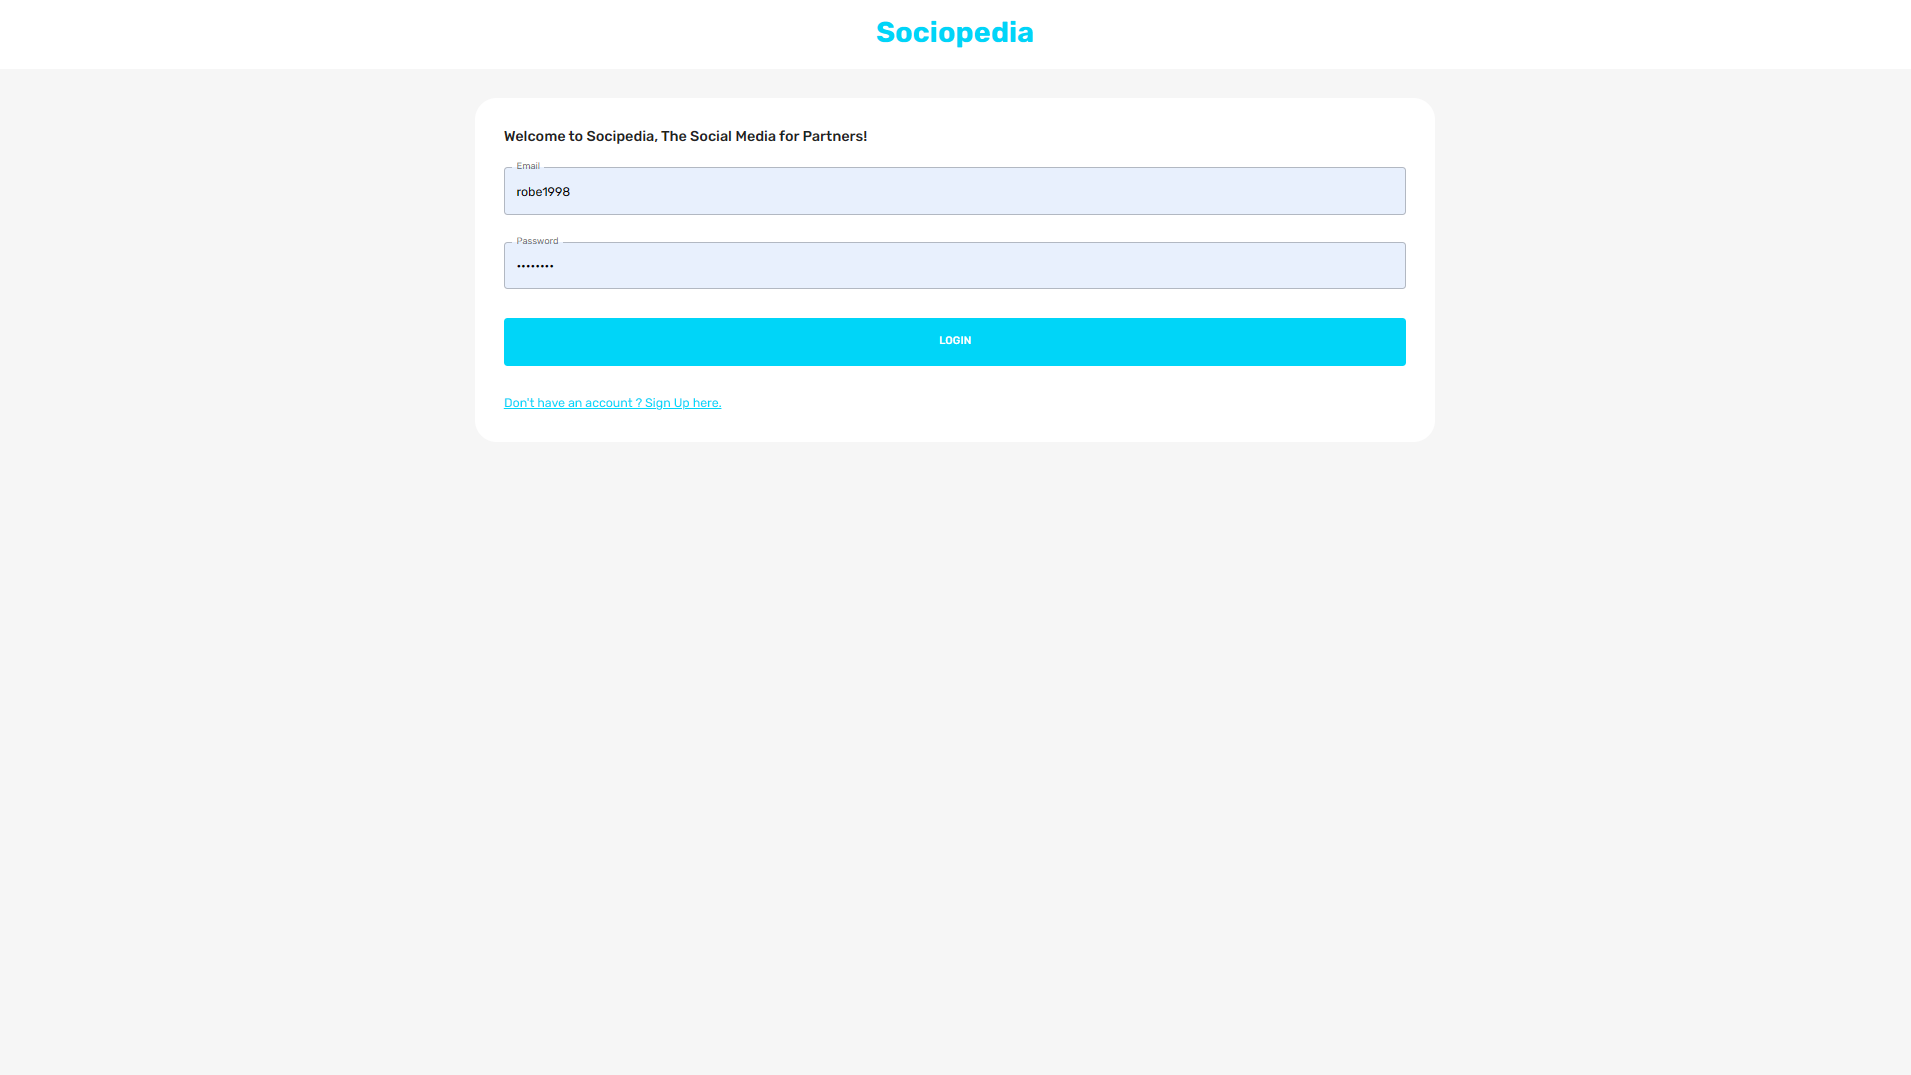 Sociopedia
Welcome to Socipedia, The Social Media for Partners!
Email
robe1998
Password
••••••••
LOGIN
Don't have an account ? Sign Up here.